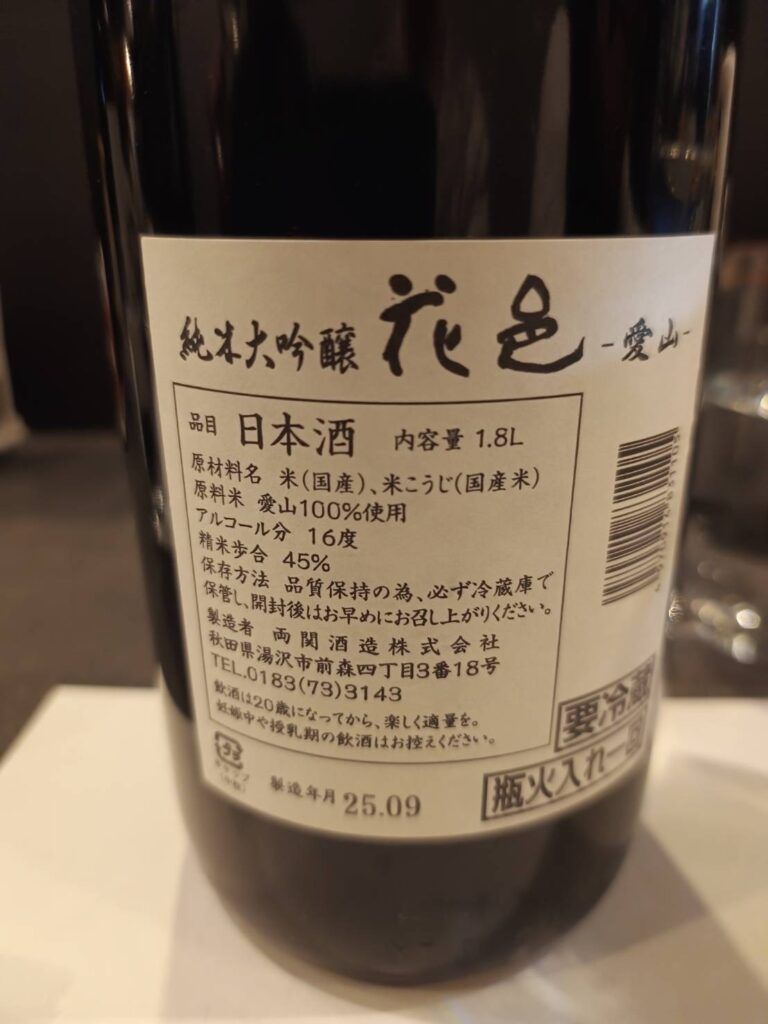 純米大吟醸 花邑 -愛山-
品目 日本酒 内容量 1.8L
原材料名 米(国産)、米こうじ(国産米)
原料米 愛山100%使用
アルコール分 16度
精米歩合 45%
保存方法 品質保持の為、必ず冷蔵庫で
保管し、開封後はお早めにお召し上がりください。
製造者 両関酒造株式会社
秋田県湯沢市前森四丁目3番18号
TEL.0183(73)3143
飲酒は20歳になってから、楽しく適量を。
妊娠中や授乳期の飲酒はお控えください。
要冷蔵
瓶火入れ一回
キャップ
製造年月 25.09